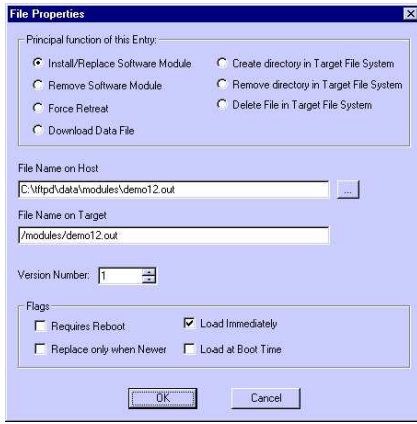 File Properties
Principal function of this Entry:
Install/Replace Software Module
Create directory in Target File System
Remove Software Module
Remove directory in Target File System
Force Retreat
Delete File in Target File System
Download Data File
File Name on Host
C:\tftpd\data\modules\demo12.out
...
File Name on Target
/modules/demo12.out
Version Number: 1
Flags
Requires Reboot
Load Immediately
Replace only when Newer
Load at Boot Time
OK
Cancel